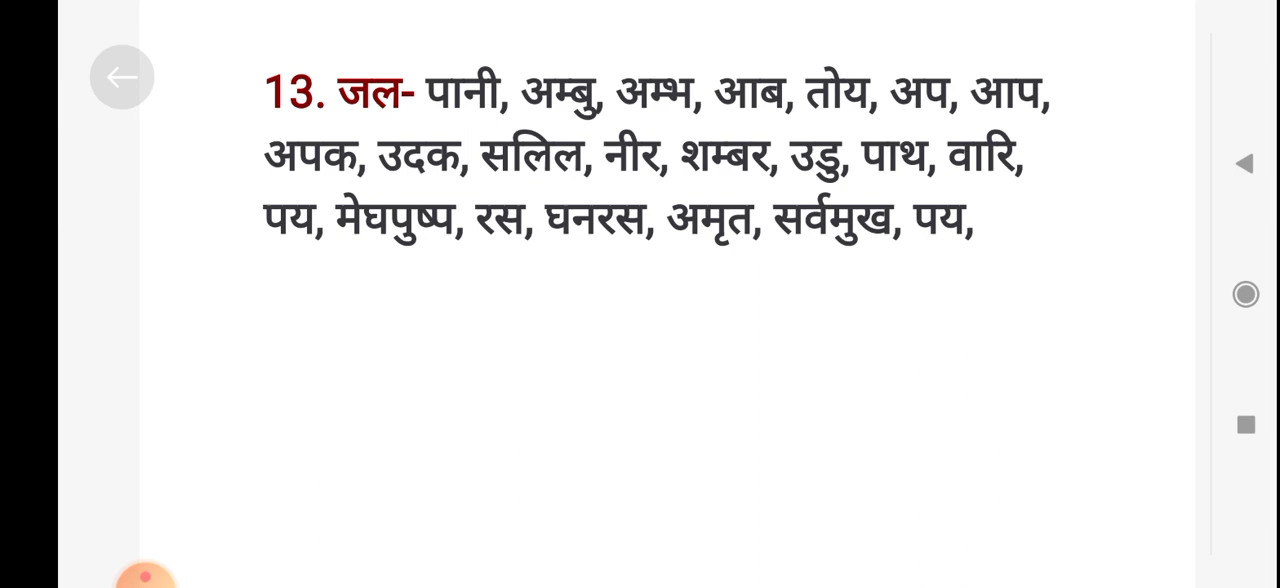 13. जल- पानी, अम्बु, अम्भ, आब, तोय, अप, आप,
अपक, उदक, सलिल, नीर, शम्बर, उडु, पाथ, वारि,
पय, मेघपुष्प, रस, घनरस, अमृत, सर्वमुख, पय,